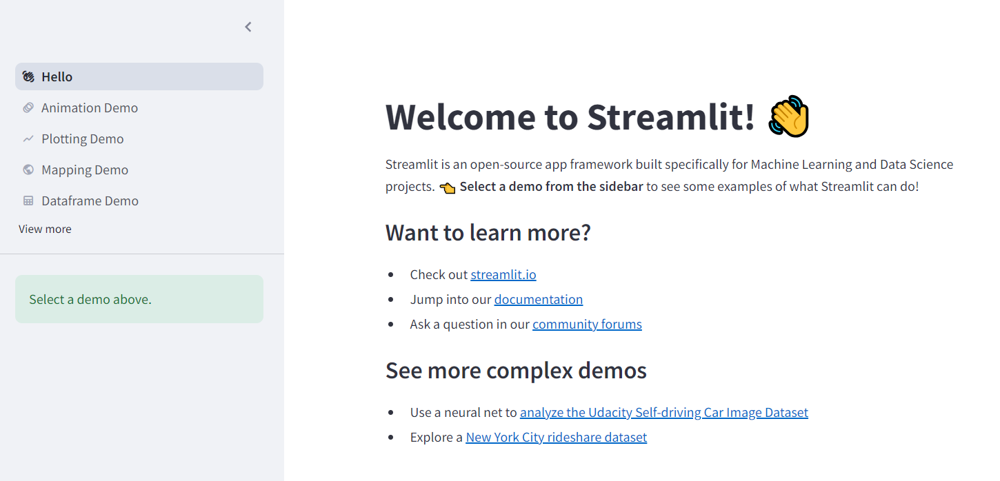 Hello
Animation Demo
Plotting Demo
Mapping Demo
Dataframe Demo
View more
Select a demo above.
Welcome to Streamlit! 👋
Streamlit is an open-source app framework built specifically for Machine Learning and Data Science
projects. 👈 Select a demo from the sidebar to see some examples of what Streamlit can do!
Want to learn more?
• Check out streamlit.io
• Jump into our documentation
• Ask a question in our community forums
See more complex demos
• Use a neural net to analyze the Udacity Self-driving Car Image Dataset
• Explore a New York City rideshare dataset